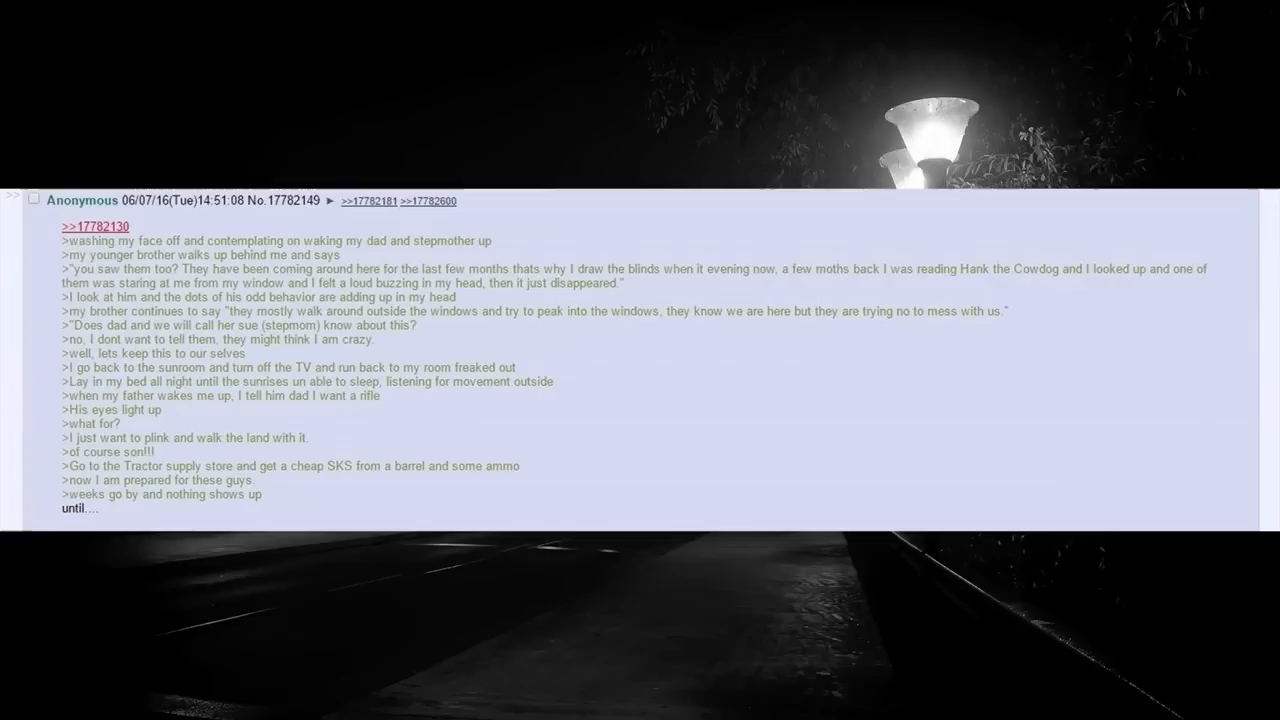 >>
Anonymous 06/07/16(Tue)14:51:08 No.17782149 ► >>17782181 >>17782600
>>17782130
>washing my face off and contemplating on waking my dad and stepmother up
>my younger brother walks up behind me and says
>"you saw them too? They have been coming around here for the last few months thats why I draw the blinds when it evening now, a few moths back I was reading Hank the Cowdog and I looked up and one of
them was staring at me from my window and I felt a loud buzzing in my head, then it just disappeared."
>I look at him and the dots of his odd behavior are adding up in my head
>my brother continues to say "they mostly walk around outside the windows and try to peak into the windows, they know we are here but they are trying no to mess with us."
>"Does dad and we will call her sue (stepmom) know about this?
>no, I dont want to tell them, they might think I am crazy.
>well, lets keep this to our selves
>I go back to the sunroom and turn off the TV and run back to my room freaked out
>Lay in my bed all night until the sunrises un able to sleep, listening for movement outside
>when my father wakes me up, I tell him dad I want a rifle
>His eyes light up
>what for?
>I just want to plink and walk the land with it.
>of course son!!!
>Go to the Tractor supply store and get a cheap SKS from a barrel and some ammo
>now I am prepared for these guys.
>weeks go by and nothing shows up
until....